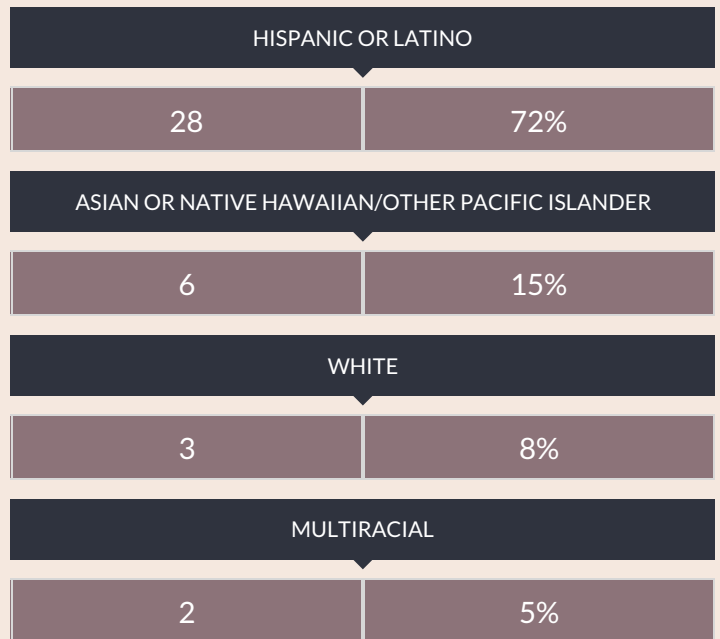 HISPANIC OR LATINO
28 72%
ASIAN OR NATIVE HAWAIIAN/OTHER PACIFIC ISLANDER
6 15%
WHITE
3 8%
MULTIRACIAL
2 5%